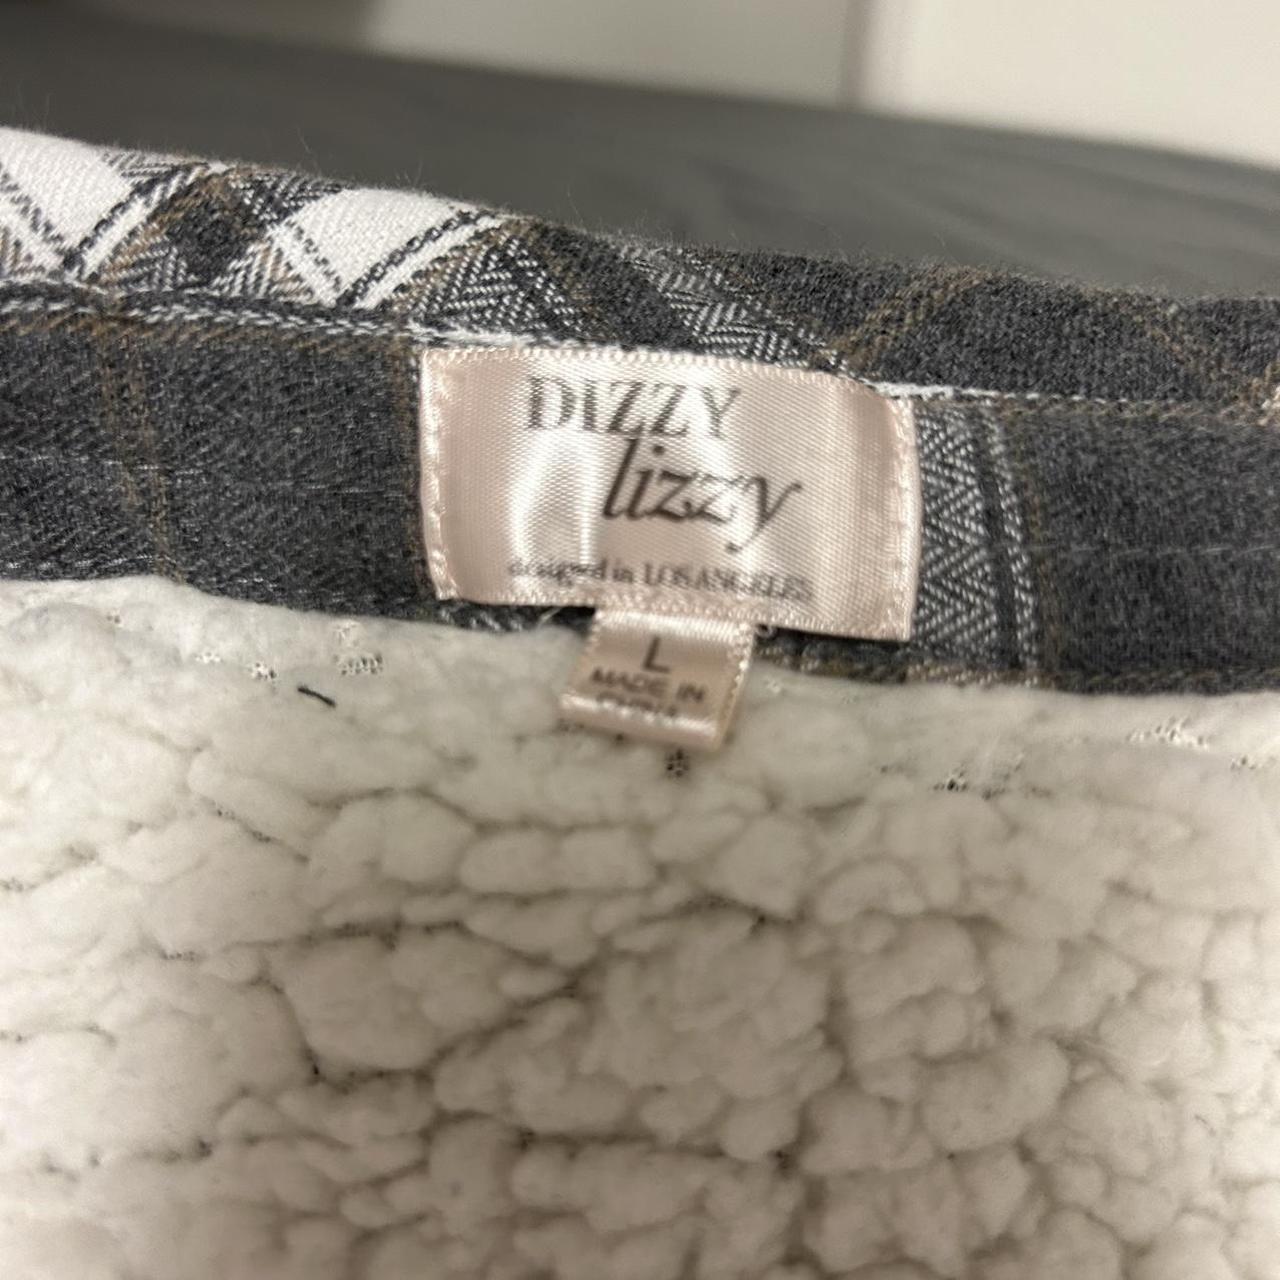 DIZZY
lizzy
designed in LOS ANGELES
L
MADE IN